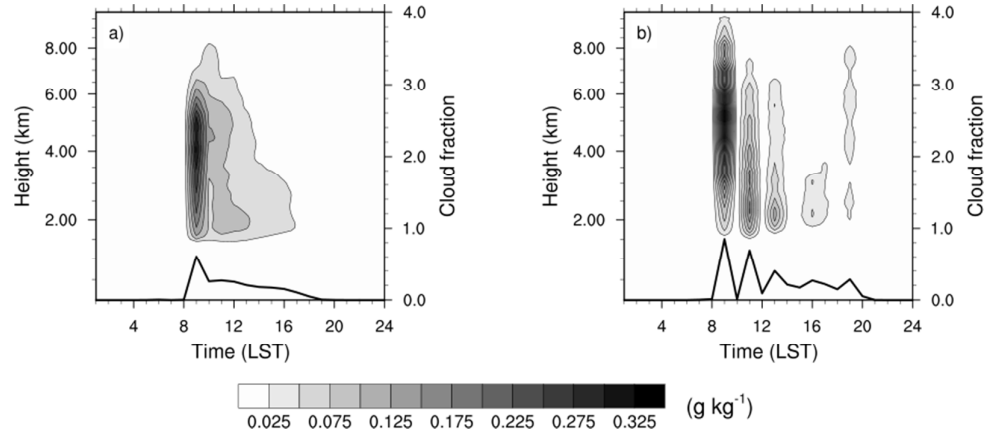 a)
8.00
6.00
4.00
2.00
Height (km)
4.0
3.0
2.0
1.0
0.0
Cloud fraction
4 8 12 16 20 24
Time (LST)
b)
8.00
6.00
4.00
2.00
Height (km)
4.0
3.0
2.0
1.0
0.0
Cloud fraction
4 8 12 16 20 24
Time (LST)
0.025 0.075 0.125 0.175 0.225 0.275 0.325
(g kg⁻¹)